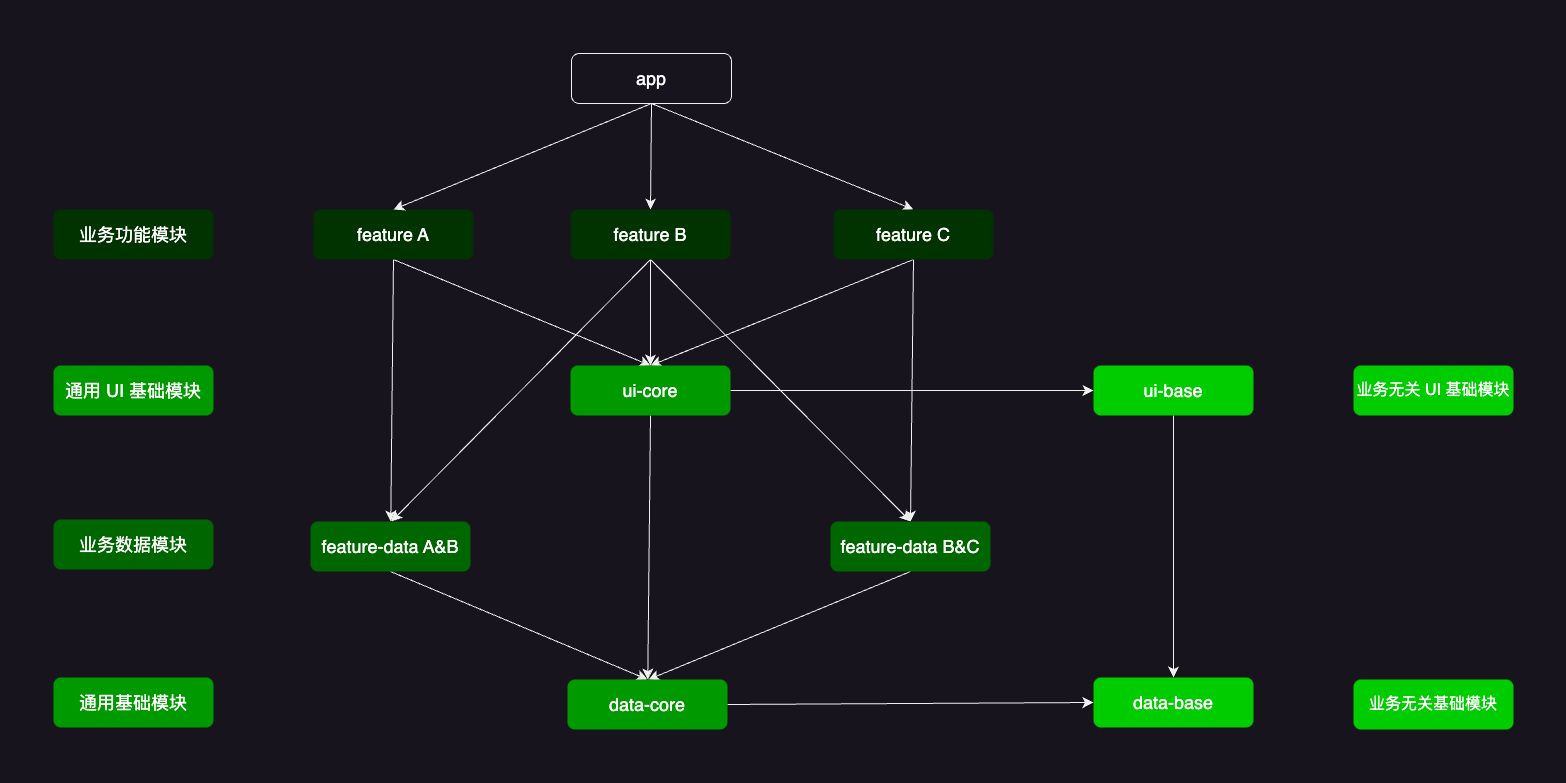 app
业务功能模块
feature A
feature B
feature C
通用 UI 基础模块
ui-core
ui-base
业务无关 UI 基础模块
业务数据模块
feature-data A&B
feature-data B&C
通用基础模块
data-core
data-base
业务无关基础模块